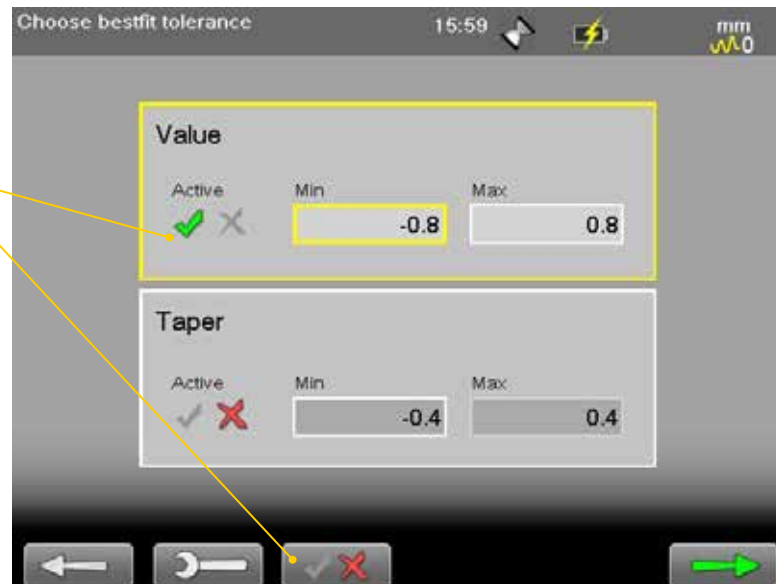 Choose bestfit tolerance 15:59 mm
0
Value
Active Min Max
-0.8 0.8
Taper
Active Min Max
-0.4 0.4